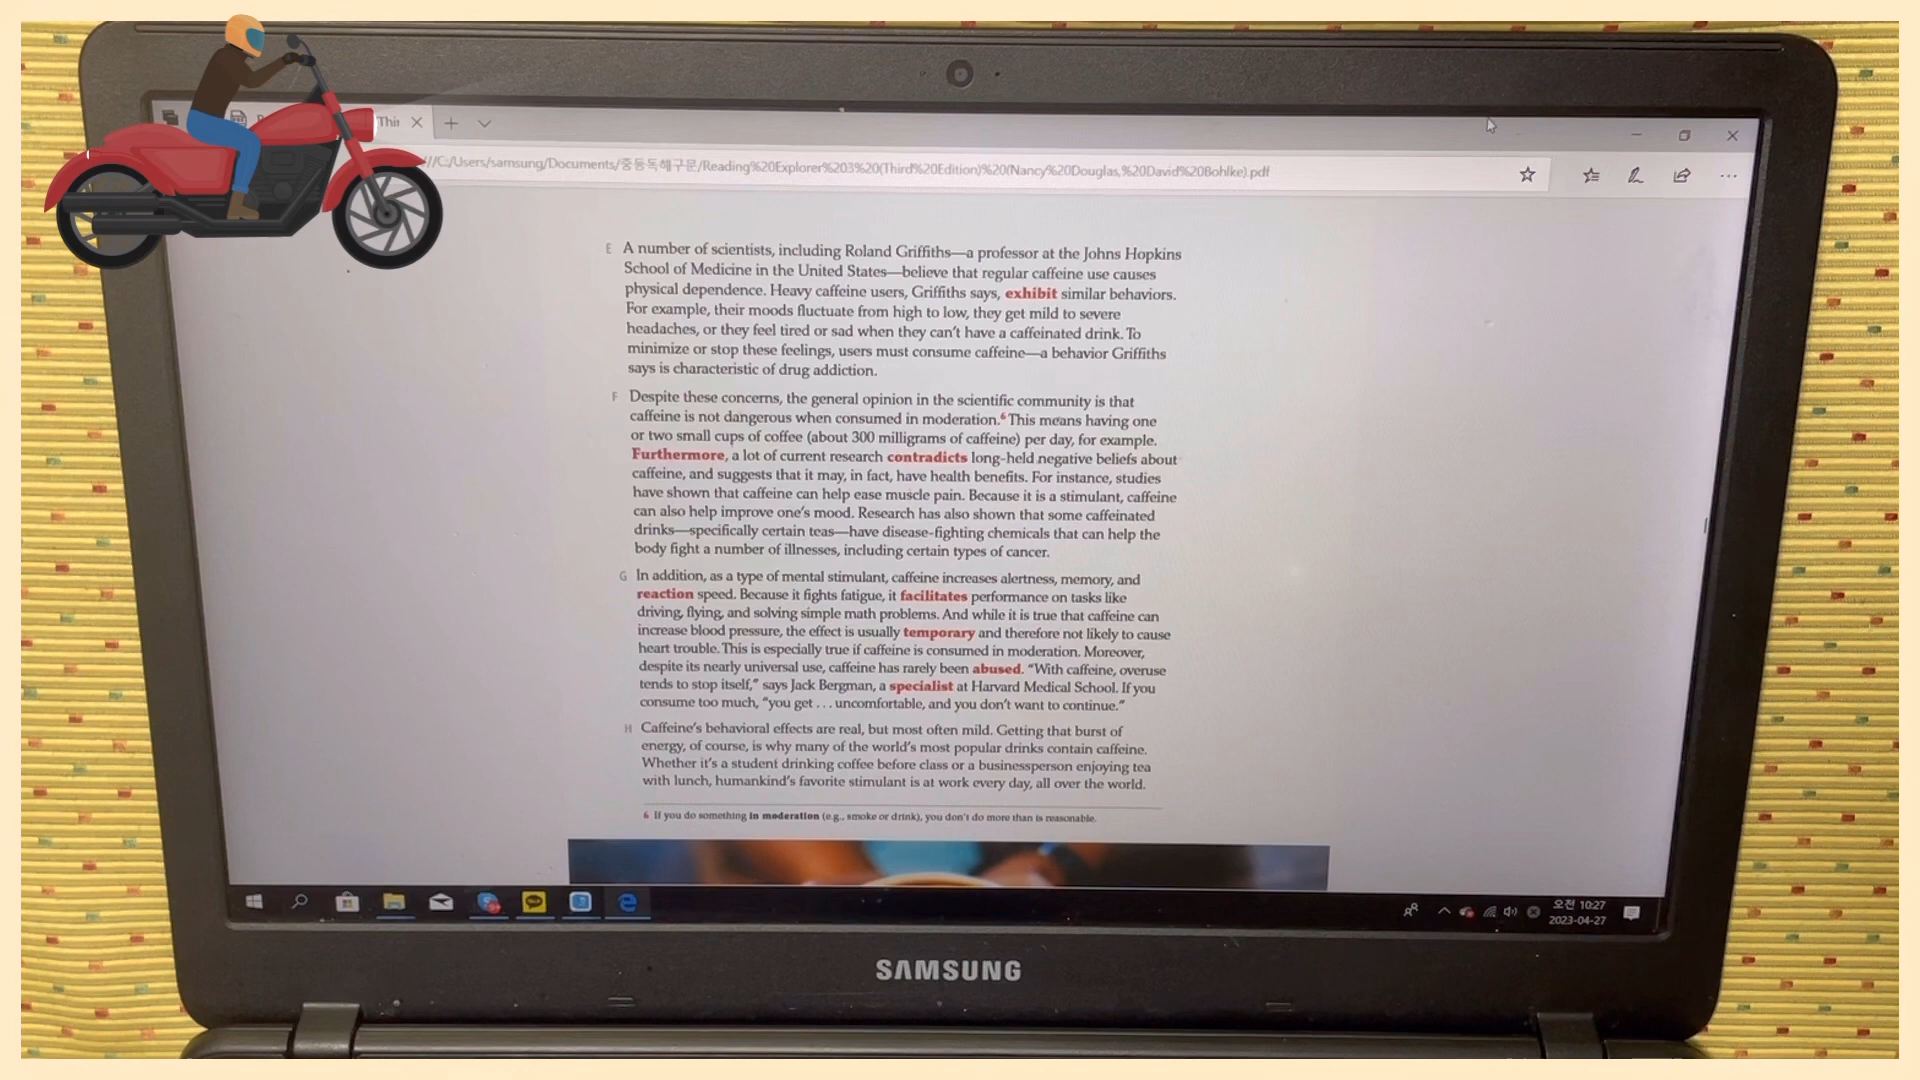 Thir
//C:/Users/samsung/Documents/중등독해구문/Reading%20Explorer%203%20(Third%20Edition)%20(Nancy%20Douglas,%20David%20Bohlke).pdf
E A number of scientists, including Roland Griffiths—a professor at the Johns Hopkins
School of Medicine in the United States—believe that regular caffeine use causes
physical dependence. Heavy caffeine users, Griffiths says, exhibit similar behaviors.
For example, their moods fluctuate from high to low, they get mild to severe
headaches, or they feel tired or sad when they can't have a caffeinated drink. To
minimize or stop these feelings, users must consume caffeine—a behavior Griffiths
says is characteristic of drug addiction.
F Despite these concerns, the general opinion in the scientific community is that
caffeine is not dangerous when consumed in moderation.6 This means having one
or two small cups of coffee (about 300 milligrams of caffeine) per day, for example.
Furthermore, a lot of current research contradicts long-held negative beliefs about
caffeine, and suggests that it may, in fact, have health benefits. For instance, studies
have shown that caffeine can help ease muscle pain. Because it is a stimulant, caffeine
can also help improve one's mood. Research has also shown that some caffeinated
drinks—specifically certain teas—have disease-fighting chemicals that can help the
body fight a number of illnesses, including certain types of cancer.
G In addition, as a type of mental stimulant, caffeine increases alertness, memory, and
reaction speed. Because it fights fatigue, it facilitates performance on tasks like
driving, flying, and solving simple math problems. And while it is true that caffeine can
increase blood pressure, the effect is usually temporary and therefore not likely to cause
heart trouble. This is especially true if caffeine is consumed in moderation. Moreover,
despite its nearly universal use, caffeine has rarely been abused. "With caffeine, overuse
tends to stop itself," says Jack Bergman, a specialist at Harvard Medical School. If you
consume too much, "you get . . . uncomfortable, and you don't want to continue."
H Caffeine's behavioral effects are real, but most often mild. Getting that burst of
energy, of course, is why many of the world's most popular drinks contain caffeine.
Whether it's a student drinking coffee before class or a businessperson enjoying tea
with lunch, humankind's favorite stimulant is at work every day, all over the world.
6 If you do something in moderation (e.g., smoke or drink), you don't do more than is reasonable.
오전 10:27
2023-04-27
SAMSUNG